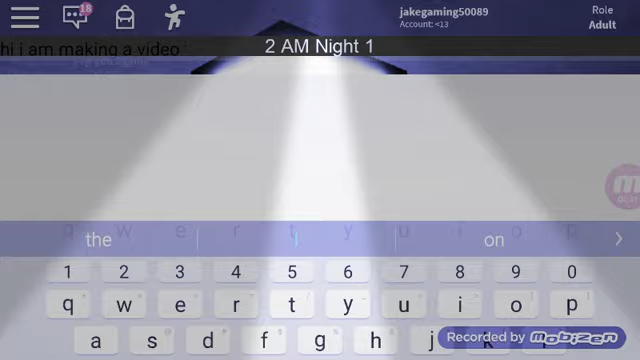 18
jakegaming50089
Account: <13
Role
Adult
hi i am making a video
2 AM Night 1
the
on
1 2 3 4 5 6 7 8 9 0
q w e r t y u i o p
a s d f g h j k
Recorded by Mobizen